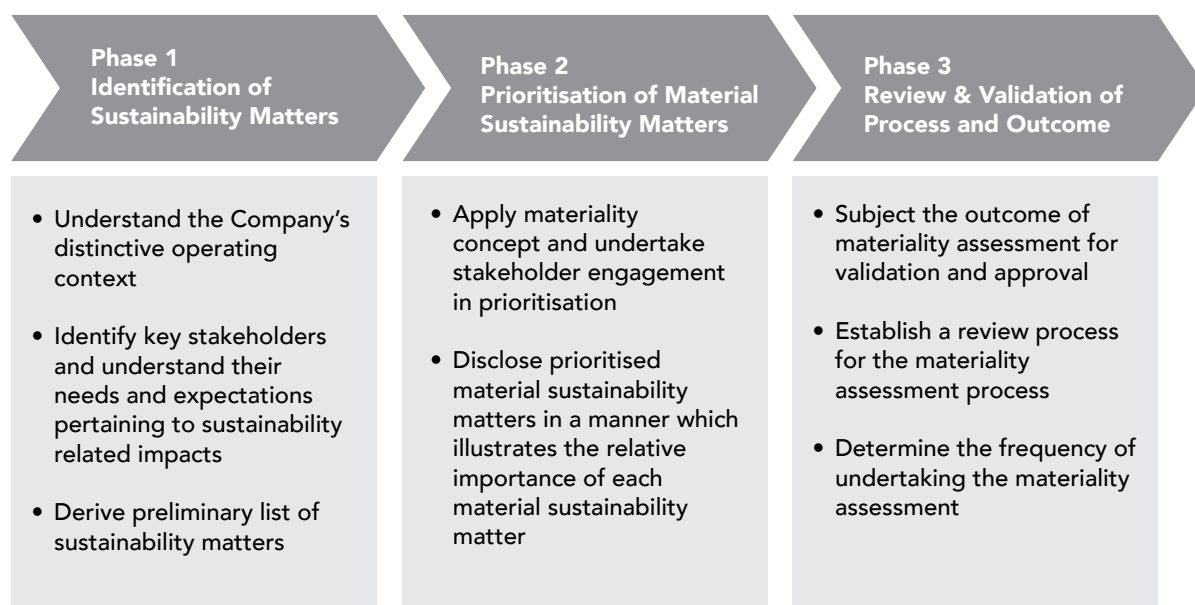 Phase 1
Identification of
Sustainability Matters
• Understand the Company's
distinctive operating
context
• Identify key stakeholders
and understand their
needs and expectations
pertaining to sustainability
related impacts
• Derive preliminary list of
sustainability matters
Phase 2
Prioritisation of Material
Sustainability Matters
• Apply materiality
concept and undertake
stakeholder engagement
in prioritisation
• Disclose prioritised
material sustainability
matters in a manner which
illustrates the relative
importance of each
material sustainability
matter
Phase 3
Review & Validation of
Process and Outcome
• Subject the outcome of
materiality assessment for
validation and approval
• Establish a review process
for the materiality
assessment process
• Determine the frequency of
undertaking the materiality
assessment